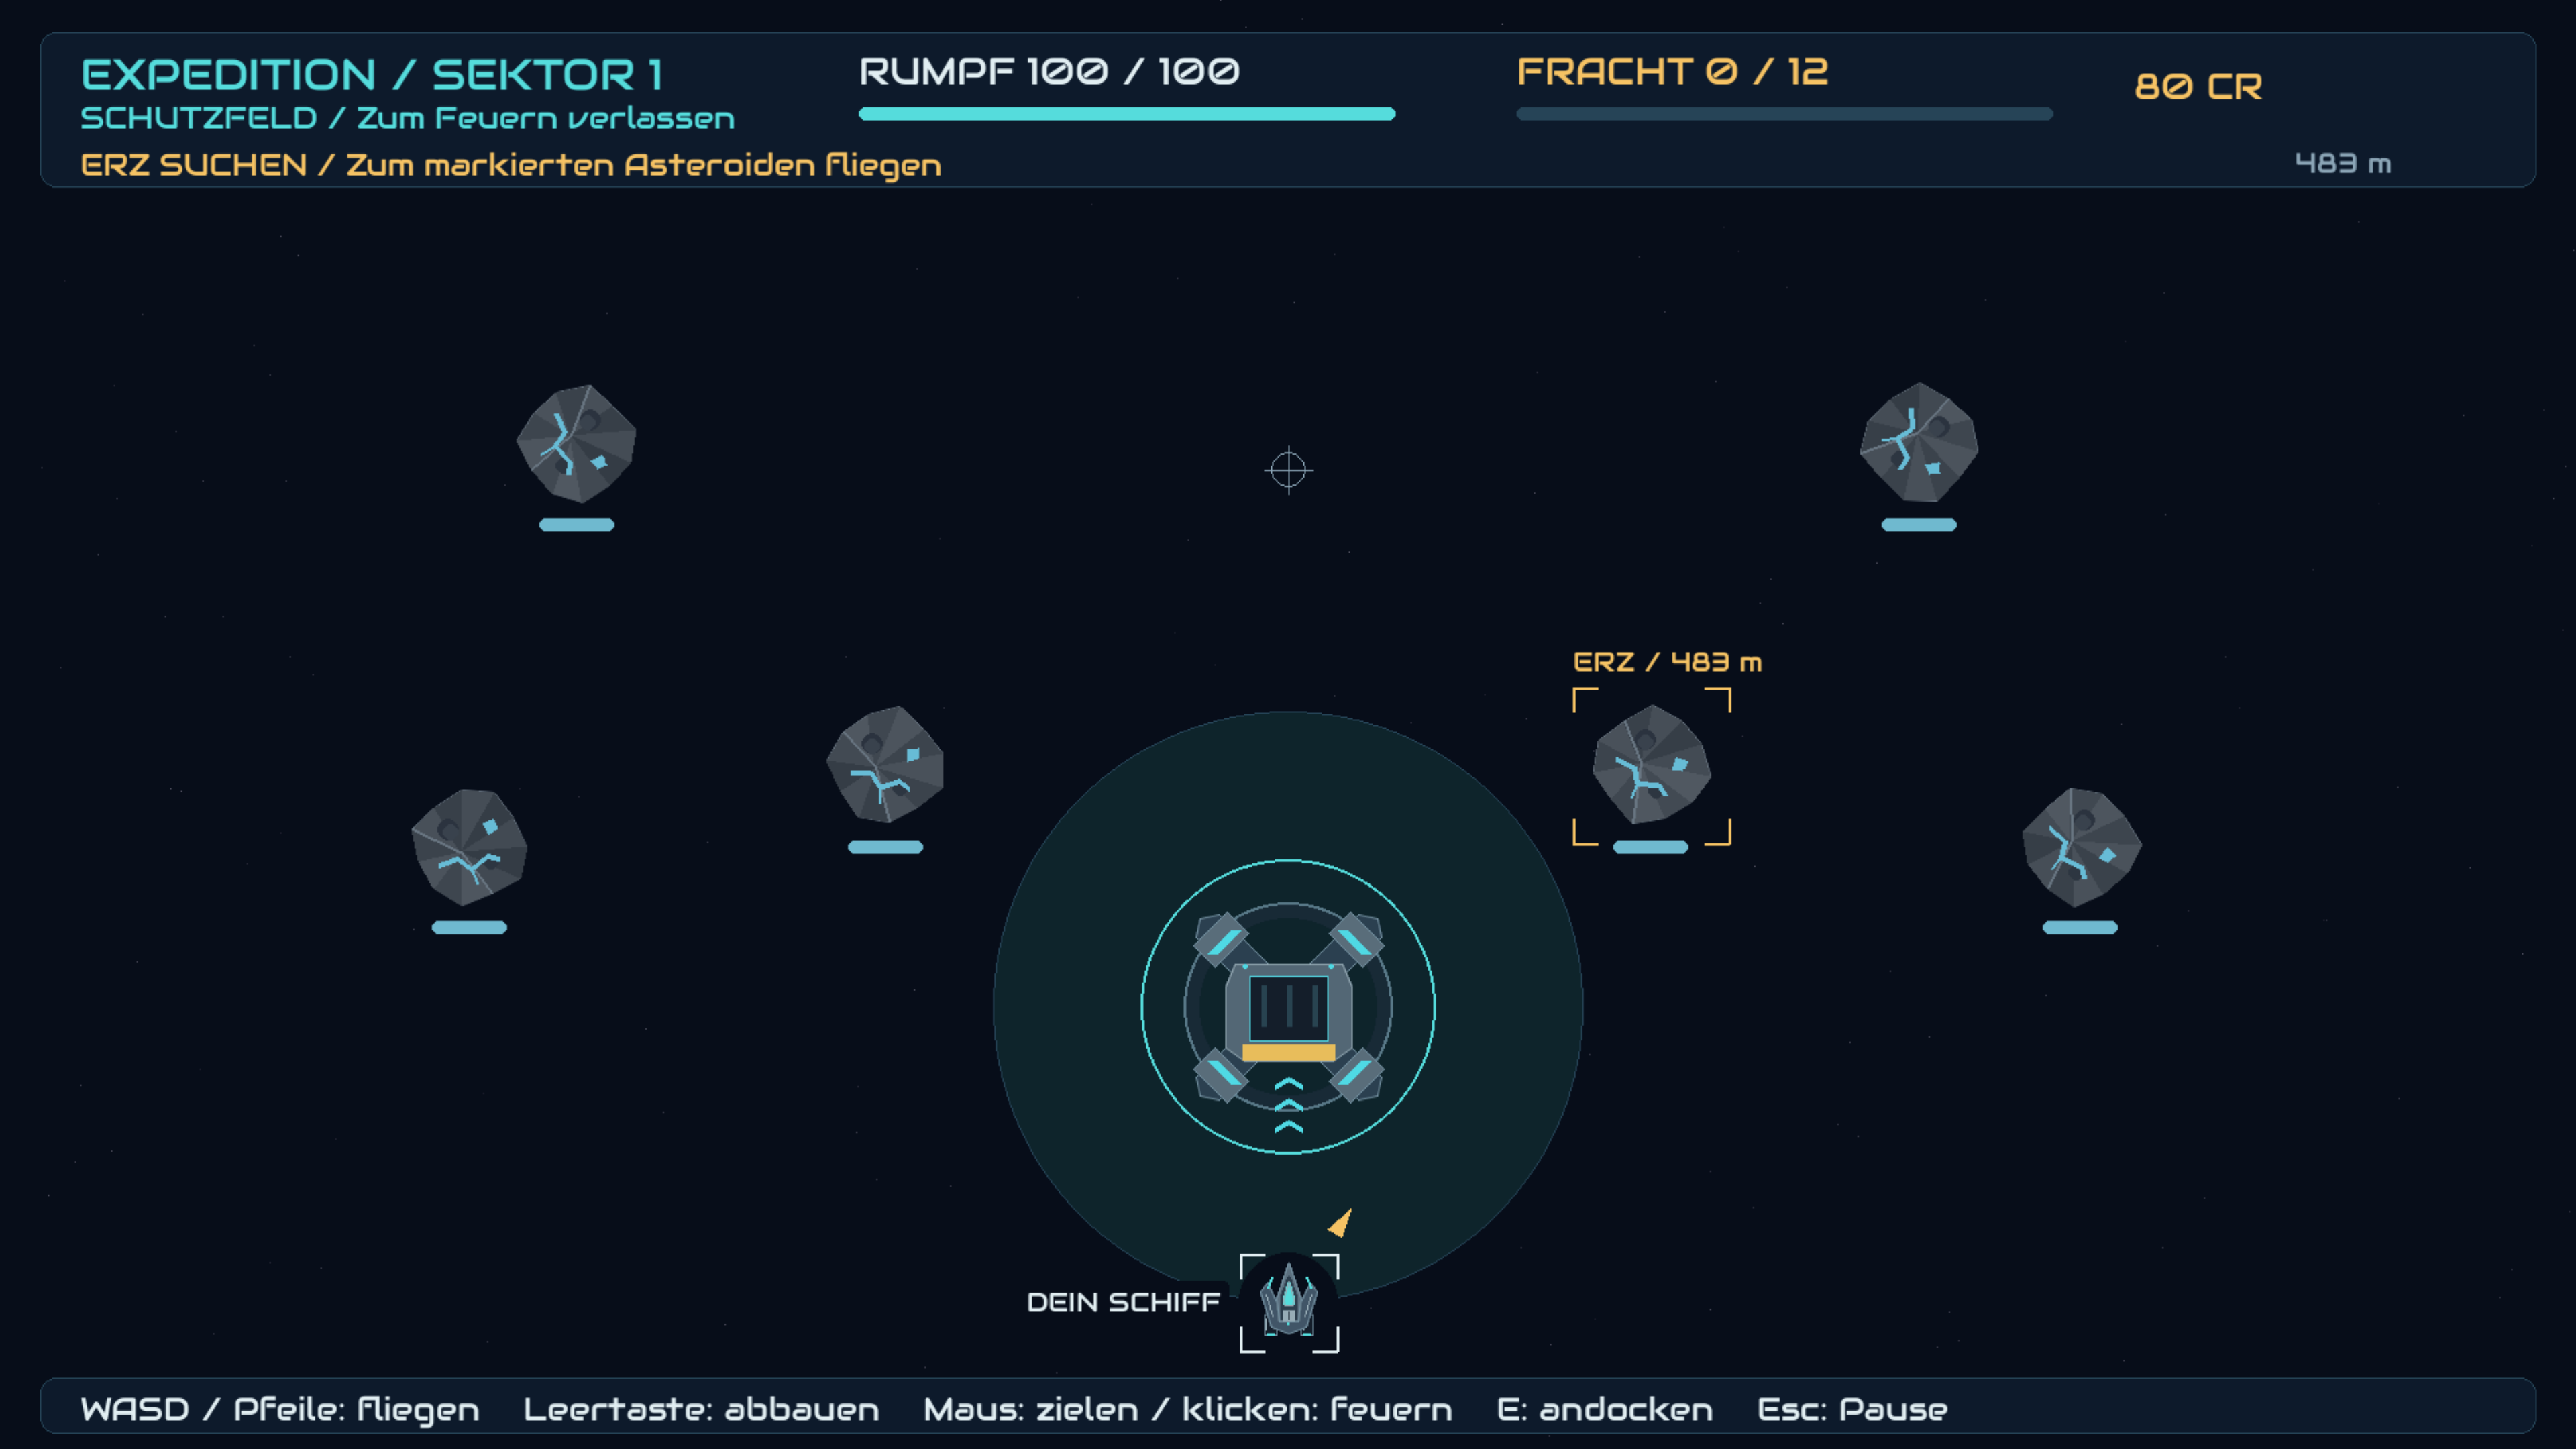 EXPEDITION / SEKTOR 1
SCHUTZFELD / Zum Feuern verlassen
ERZ SUCHEN / Zum markierten Asteroiden fliegen
RUMPF 100 / 100
FRACHT 0 / 12
80 CR
483 m
ERZ / 483 m
DEIN SCHIFF
WASD / Pfeile: fliegen Leertaste: abbauen Maus: zielen / klicken: feuern E: andocken Esc: Pause